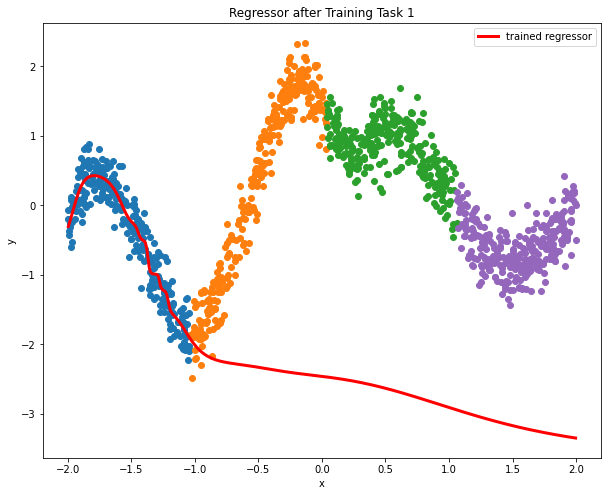 Regressor after Training Task 1
trained regressor
y
2
1
0
−1
−2
−3
−2.0 −1.5 −1.0 −0.5 0.0 0.5 1.0 1.5 2.0
x